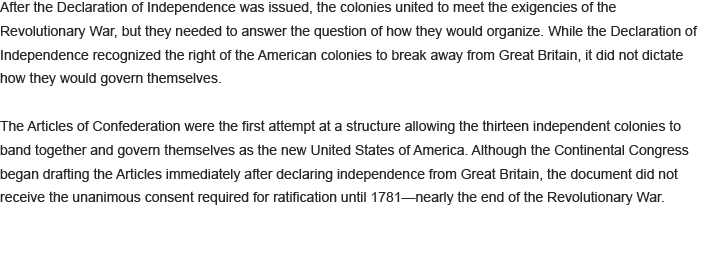 After the Declaration of Independence was issued, the colonies united to meet the exigencies of the
Revolutionary War, but they needed to answer the question of how they would organize. While the Declaration of
Independence recognized the right of the American colonies to break away from Great Britain, it did not dictate
how they would govern themselves.
The Articles of Confederation were the first attempt at a structure allowing the thirteen independent colonies to
band together and govern themselves as the new United States of America. Although the Continental Congress
began drafting the Articles immediately after declaring independence from Great Britain, the document did not
receive the unanimous consent required for ratification until 1781—nearly the end of the Revolutionary War.